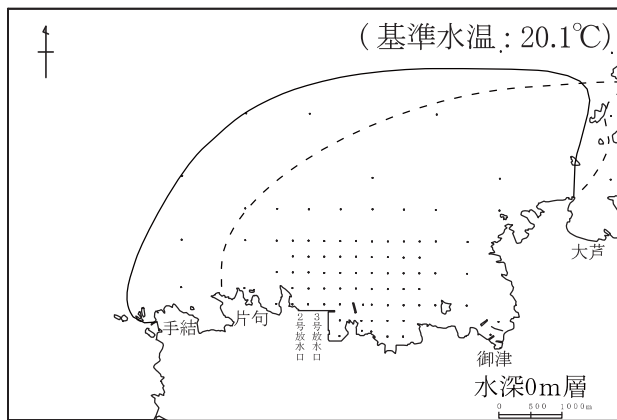 (基準水温:20.1℃)
大芦
手結
片句
2号放水口
3号放水口
御津
水深0m層
0 500 1000m